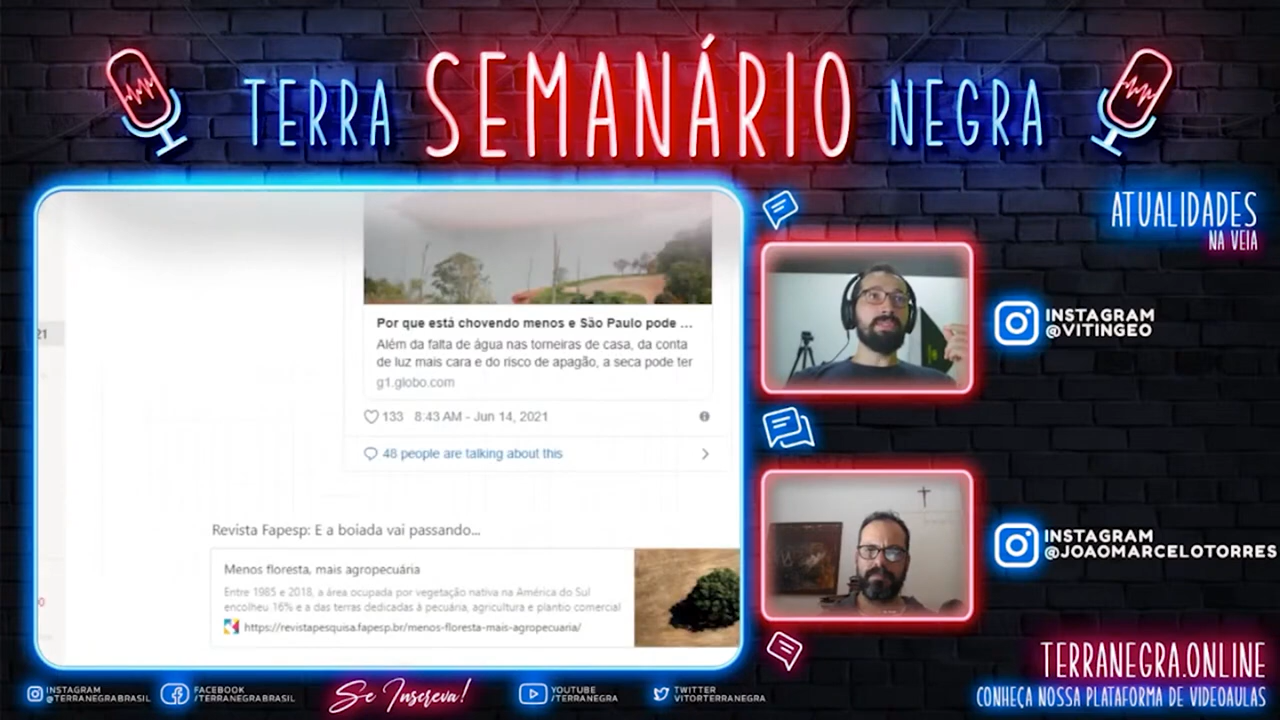 TERRA SEMANÁRIO NEGRA
ATUALIDADES
NA VEIA
INSTAGRAM
@VITINGEO
INSTAGRAM
@JOAOMARCELOTORRES
21
Por que está chovendo menos e São Paulo pode ...
Além da falta de água nas torneiras de casa, da conta
de luz mais cara e do risco de apagão, a seca pode ter
g1.globo.com
133 8:43 AM - Jun 14, 2021
48 people are talking about this
Revista Fapesp: E a boiada vai passando...
Menos floresta, mais agropecuária
Entre 1985 e 2018, a área ocupada por vegetação nativa na América do Sul
encolheu 16% e a das terras dedicadas à pecuária, agricultura e plantio comercial
https://revistapesquisa.fapesp.br/menos-floresta-mais-agropecuaria/
0
TERRANEGRA.ONLINE
CONHEÇA NOSSA PLATAFORMA DE VIDEOAULAS
INSTAGRAM
@TERRANEGRABRASIL
FACEBOOK
/TERRANEGRABRASIL
Se Inscreva!
YOUTUBE
/TERRANEGRA
TWITTER
VITORTERRANEGRA